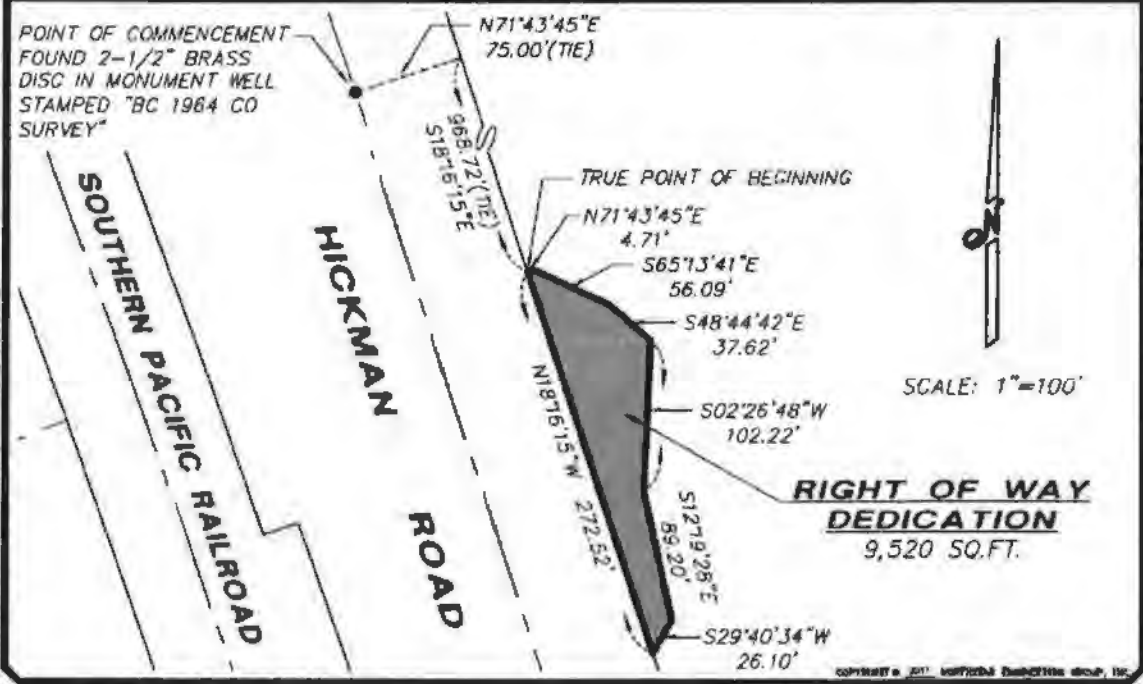 POINT OF COMMENCEMENT
FOUND 2-1/2" BRASS
DISC IN MONUMENT WELL
STAMPED "BC 1964 CO
SURVEY"
N71°43'45"E
75.00'(TIE)
968.72'(TIE)
S18°16'15"E
TRUE POINT OF BEGINNING
N71°43'45"E
4.71'
S65°13'41"E
56.09'
S48°44'42"E
37.62'
S02°26'48"W
102.22'
N
SCALE: 1"=100'
SOUTHERN PACIFIC RAILROAD
HICKMAN ROAD
N18°16'15"W 272.52'
S12°19'28"E
89.20'
RIGHT OF WAY
DEDICATION
9,520 SQ.FT.
S29°40'34"W
26.10'
COPYRIGHT © ENGINEERING GROUP, INC.